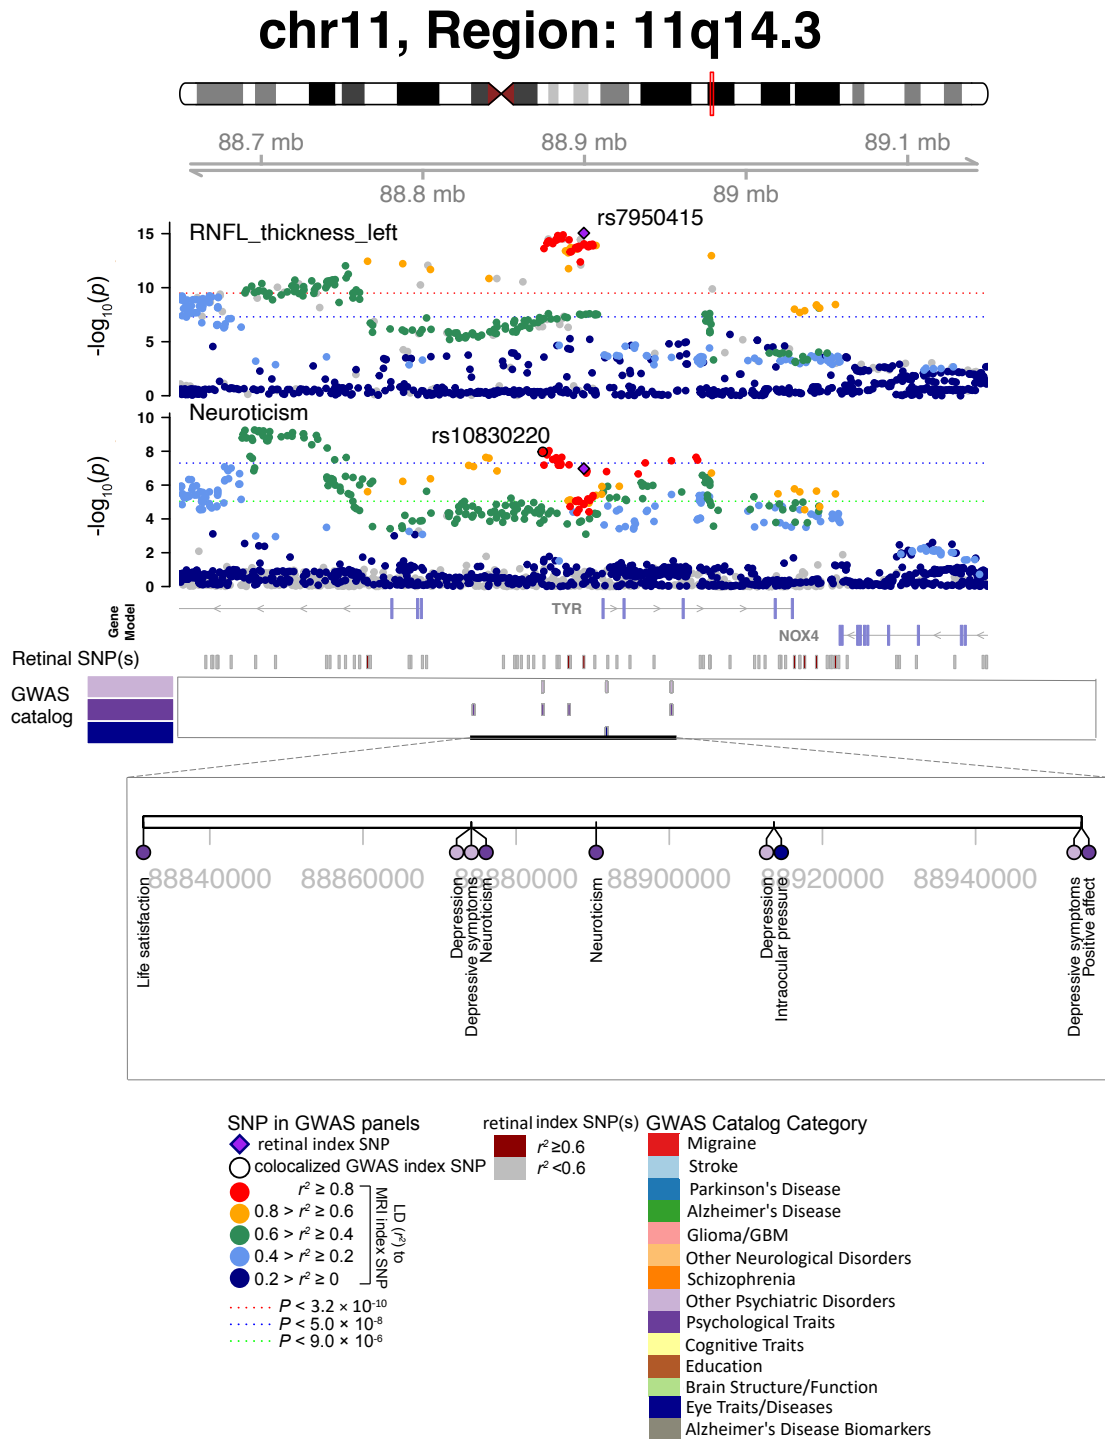 chr11, Region: 11q14.3
88.7 mb 88.9 mb 89.1 mb
88.8 mb 89 mb
rs7950415
RNFL_thickness_left
15
10
5
0
-log10(p)
Neuroticism
rs10830220
10
8
6
4
2
0
-log10(p)
Gene
Model
TYR
NOX4
Retinal SNP(s)
GWAS
catalog
88840000 88860000 88880000 88900000 88920000 88940000
Life satisfaction
Depression
Depressive symptoms
Neuroticism
Neuroticism
Depression
Intraocular pressure
Depressive symptoms
Positive affect
SNP in GWAS panels
retinal index SNP
colocalized GWAS index SNP
r² ≥ 0.8
0.8 > r² ≥ 0.6
0.6 > r² ≥ 0.4
0.4 > r² ≥ 0.2
0.2 > r² ≥ 0
LD (r²) to
MRI index SNP
P < 3.2 × 10⁻¹⁰
P < 5.0 × 10⁻⁸
P < 9.0 × 10⁻⁶
retinal index SNP(s)
r² ≥0.6
r² <0.6
GWAS Catalog Category
Migraine
Stroke
Parkinson's Disease
Alzheimer's Disease
Glioma/GBM
Other Neurological Disorders
Schizophrenia
Other Psychiatric Disorders
Psychological Traits
Cognitive Traits
Education
Brain Structure/Function
Eye Traits/Diseases
Alzheimer's Disease Biomarkers